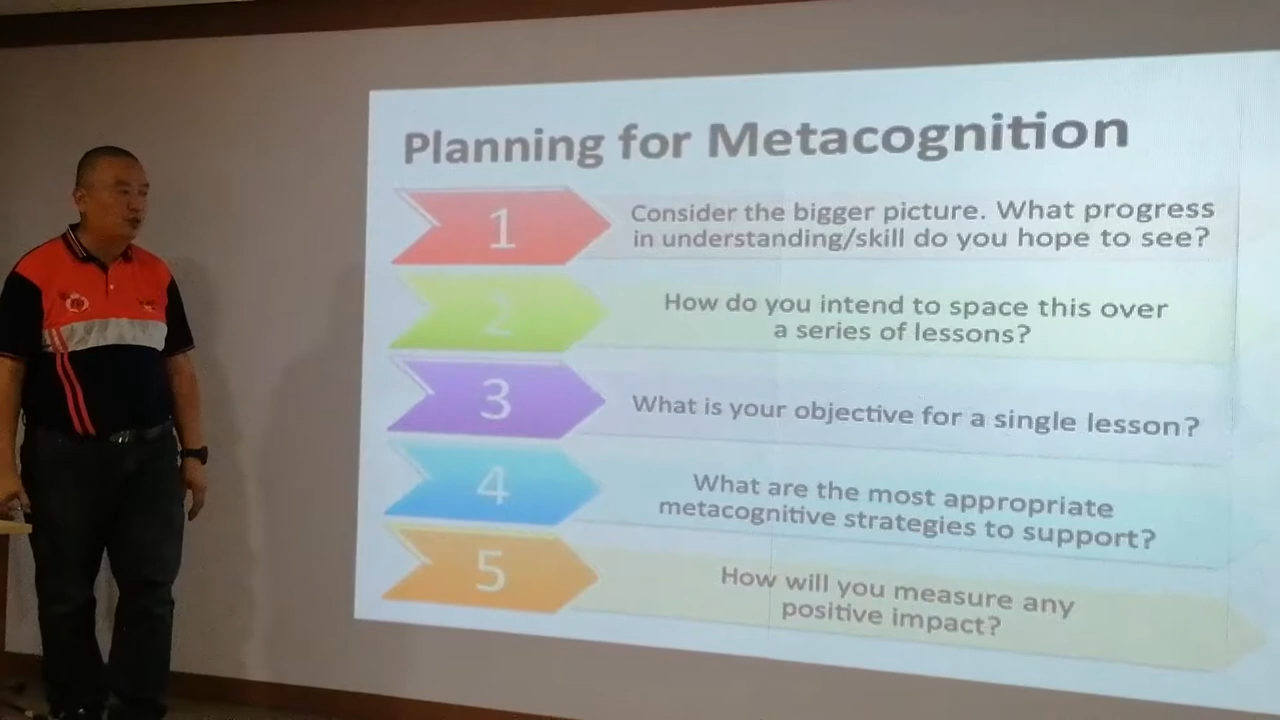 Planning for Metacognition
1
Consider the bigger picture. What progress
in understanding/skill do you hope to see?
2
How do you intend to space this over
a series of lessons?
3
What is your objective for a single lesson?
4
What are the most appropriate
metacognitive strategies to support?
5
How will you measure any
positive impact?